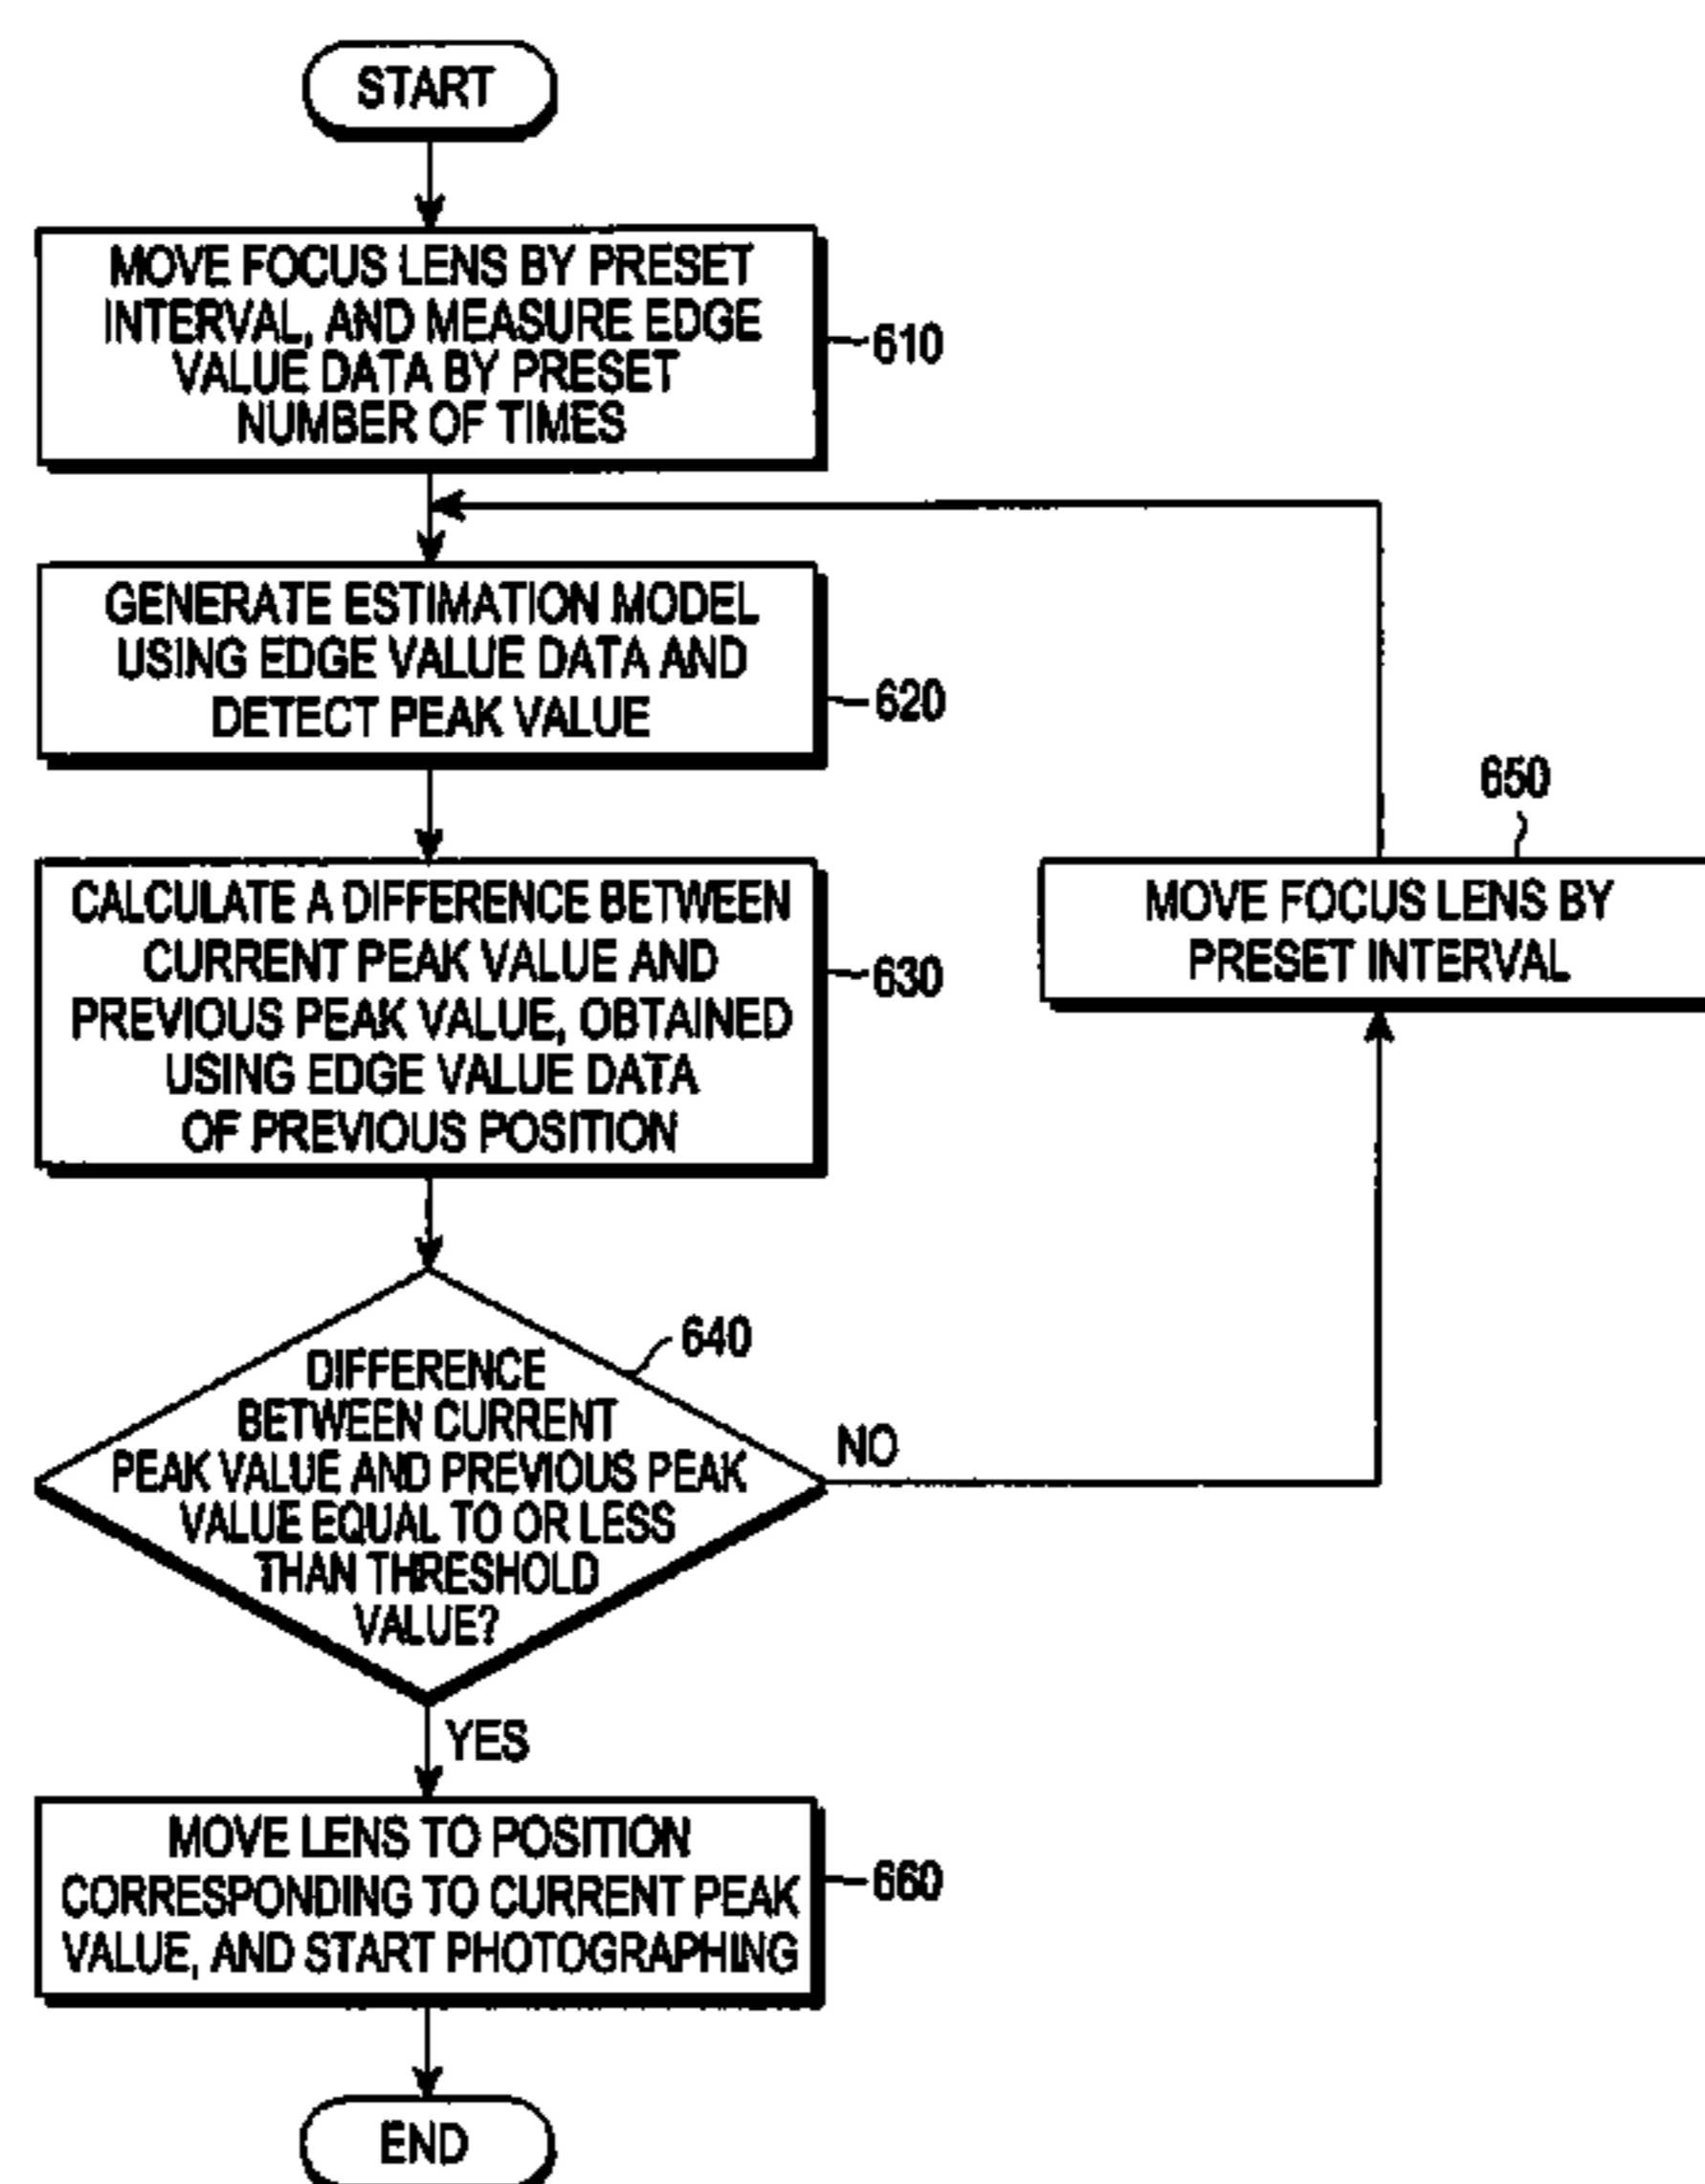 START
MOVE FOCUS LENS BY PRESET
INTERVAL, AND MEASURE EDGE
VALUE DATA BY PRESET
NUMBER OF TIMES
610
GENERATE ESTIMATION MODEL
USING EDGE VALUE DATA AND
DETECT PEAK VALUE
620
CALCULATE A DIFFERENCE BETWEEN
CURRENT PEAK VALUE AND
PREVIOUS PEAK VALUE, OBTAINED
USING EDGE VALUE DATA
OF PREVIOUS POSITION
630
650
MOVE FOCUS LENS BY
PRESET INTERVAL
640
DIFFERENCE
BETWEEN CURRENT
PEAK VALUE AND PREVIOUS PEAK
VALUE EQUAL TO OR LESS
THAN THRESHOLD
VALUE?
NO
YES
MOVE LENS TO POSITION
CORRESPONDING TO CURRENT PEAK
VALUE, AND START PHOTOGRAPHING
660
END